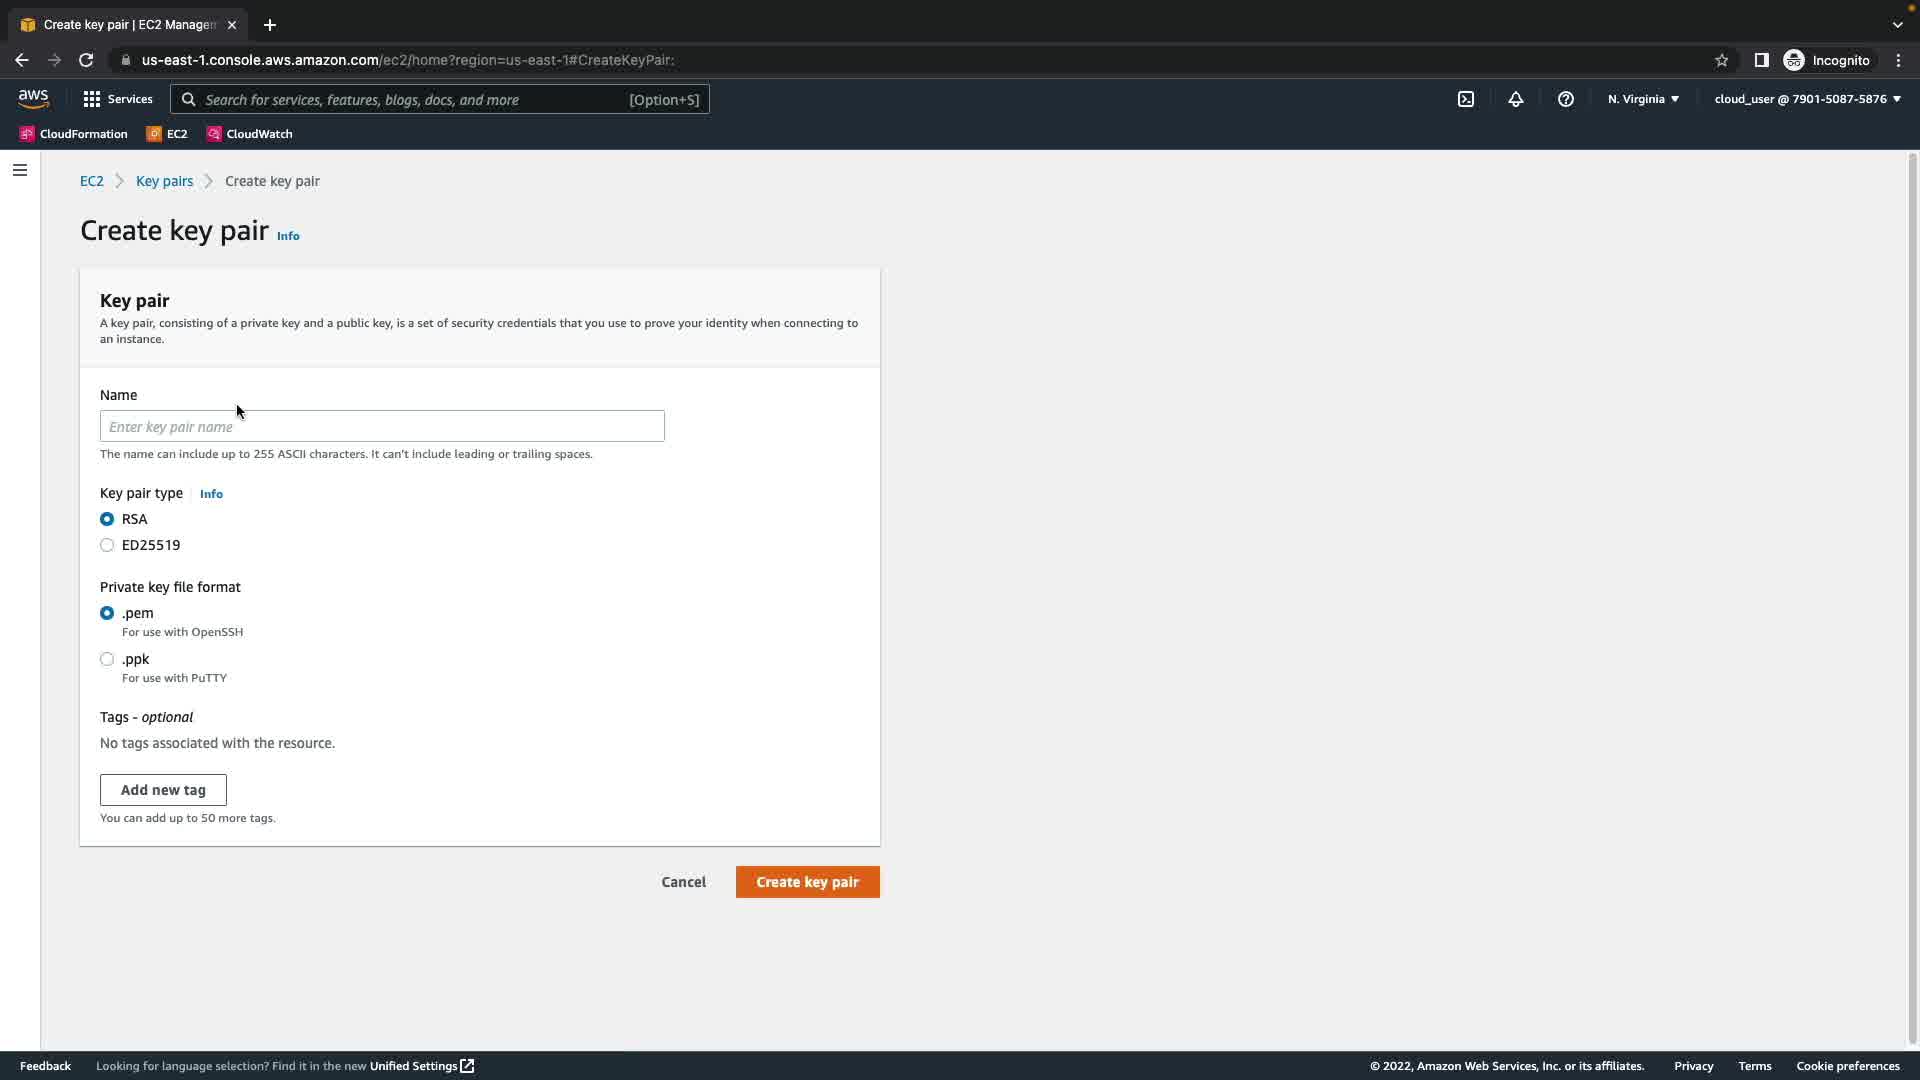 Create key pair | EC2 Manager
us-east-1.console.aws.amazon.com/ec2/home?region=us-east-1#CreateKeyPair:
Incognito
aws
Services
Search for services, features, blogs, docs, and more
[Option+S]
N. Virginia
cloud_user @ 7901-5087-5876
CloudFormation
EC2
CloudWatch
EC2
Key pairs
Create key pair
Create key pair Info
Key pair
A key pair, consisting of a private key and a public key, is a set of security credentials that you use to prove your identity when connecting to
an instance.
Name
Enter key pair name
The name can include up to 255 ASCII characters. It can't include leading or trailing spaces.
Key pair type Info
RSA
ED25519
Private key file format
.pem
For use with OpenSSH
.ppk
For use with PuTTY
Tags - optional
No tags associated with the resource.
Add new tag
You can add up to 50 more tags.
Cancel
Create key pair
Feedback
Looking for language selection? Find it in the new Unified Settings
© 2022, Amazon Web Services, Inc. or its affiliates.
Privacy
Terms
Cookie preferences